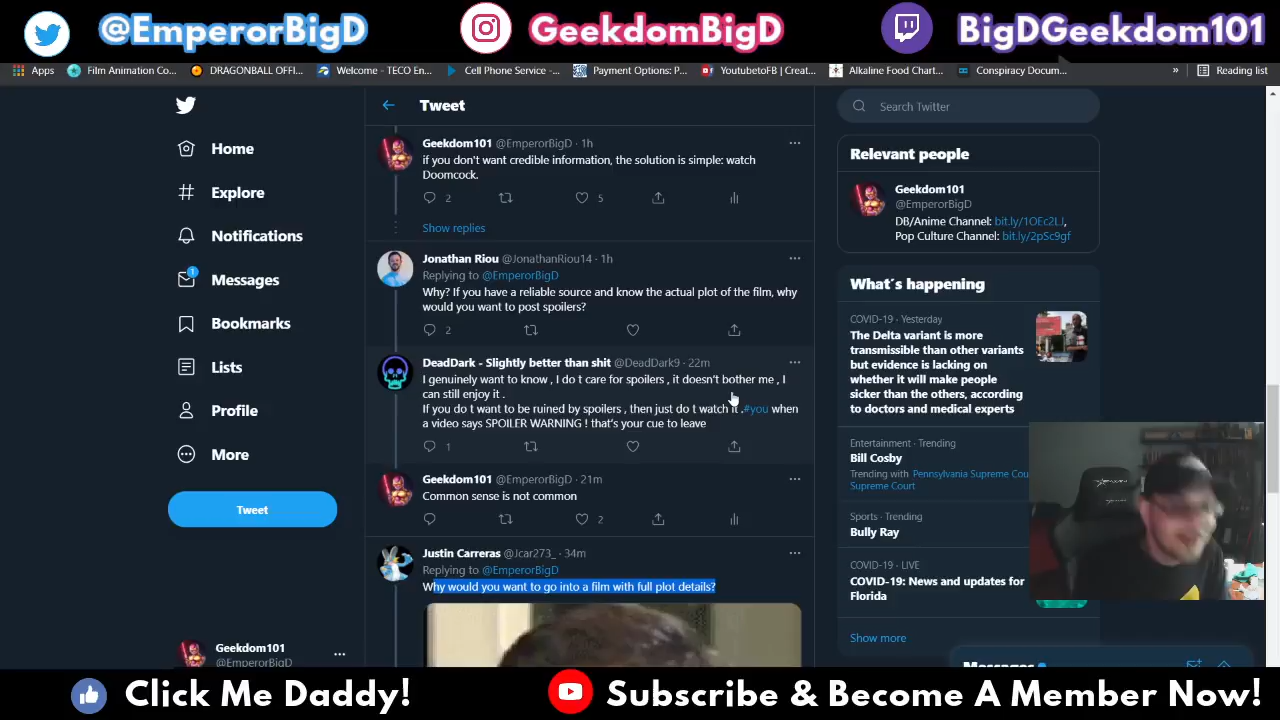 @EmperorBigD
GeekdomBigD
BigDGeekdom101
Apps
Film Animation Co...
DRAGONBALL OFFI...
Welcome - TECO En...
Cell Phone Service -...
Payment Options: P...
YoutubetoFB | Creat...
Alkaline Food Chart...
Conspiracy Docum...
»
Reading list
Home
Explore
Notifications
1
Messages
Bookmarks
Lists
Profile
More
Tweet
Geekdom101
@EmperorBigD
Tweet
Geekdom101 @EmperorBigD · 1h
if you don't want credible information, the solution is simple: watch
Doomcock.
2
5
Show replies
Jonathan Riou @JonathanRiou14 · 1h
Replying to @EmperorBigD
Why? If you have a reliable source and know the actual plot of the film, why
would you want to post spoilers?
2
DeadDark - Slightly better than shit @DeadDark9 · 22m
I genuinely want to know , I do t care for spoilers , it doesn't bother me , I
can still enjoy it .
If you do t want to be ruined by spoilers , then just do t watch it .#you when
a video says SPOILER WARNING ! that's your cue to leave
1
Geekdom101 @EmperorBigD · 21m
Common sense is not common
2
Justin Carreras @Jcar273_ · 34m
Replying to @EmperorBigD
Why would you want to go into a film with full plot details?
Search Twitter
Relevant people
Geekdom101
@EmperorBigD
DB/Anime Channel: bit.ly/1OEc2LJ,
Pop Culture Channel: bit.ly/2pSc9gf
What's happening
COVID-19 · Yesterday
The Delta variant is more
transmissible than other variants
but evidence is lacking on
whether it will make people
sicker than the others, according
to doctors and medical experts
Entertainment · Trending
Bill Cosby
Trending with Pennsylvania Supreme Cou
Supreme Court
Sports · Trending
Bully Ray
COVID-19 · LIVE
COVID-19: News and updates for
Florida
Show more
Messages
Click Me Daddy!
Subscribe & Become A Member Now!